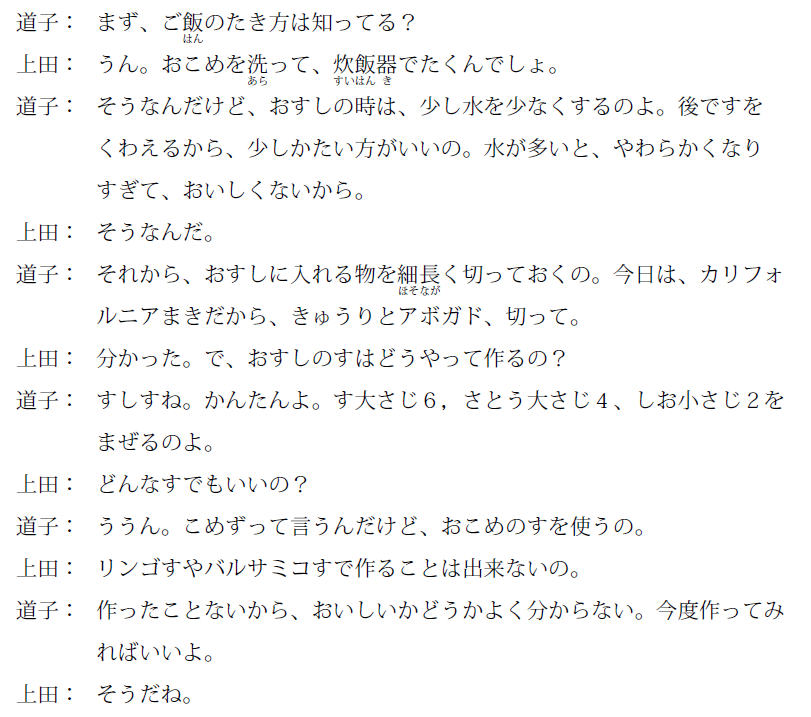 道子： まず、ご飯のたき方は知ってる？
はん
上田： うん。おこめを洗って、炊飯器でたくんでしょ。
あら すいはん き
道子： そうなんだけど、おすしの時は、少し水を少なくするのよ。後ですを
くわえるから、少しかたい方がいいの。水が多いと、やわらかくなり
すぎて、おいしくないから。
上田： そうなんだ。
道子： それから、おすしに入れる物を細長く切っておくの。今日は、カリフォ
ほそなが
ルニアまきだから、きゅうりとアボガド、切って。
上田： 分かった。で、おすしのすはどうやって作るの？
道子： すしすね。かんたんよ。す大さじ６，さとう大さじ４、しお小さじ２を
まぜるのよ。
上田： どんなすでもいいの？
道子： ううん。こめずって言うんだけど、おこめのすを使うの。
上田： リンゴすやバルサミコすで作ることは出来ないの。
道子： 作ったことないから、おいしいかどうかよく分からない。今度作ってみ
ればいいよ。
上田： そうだね。